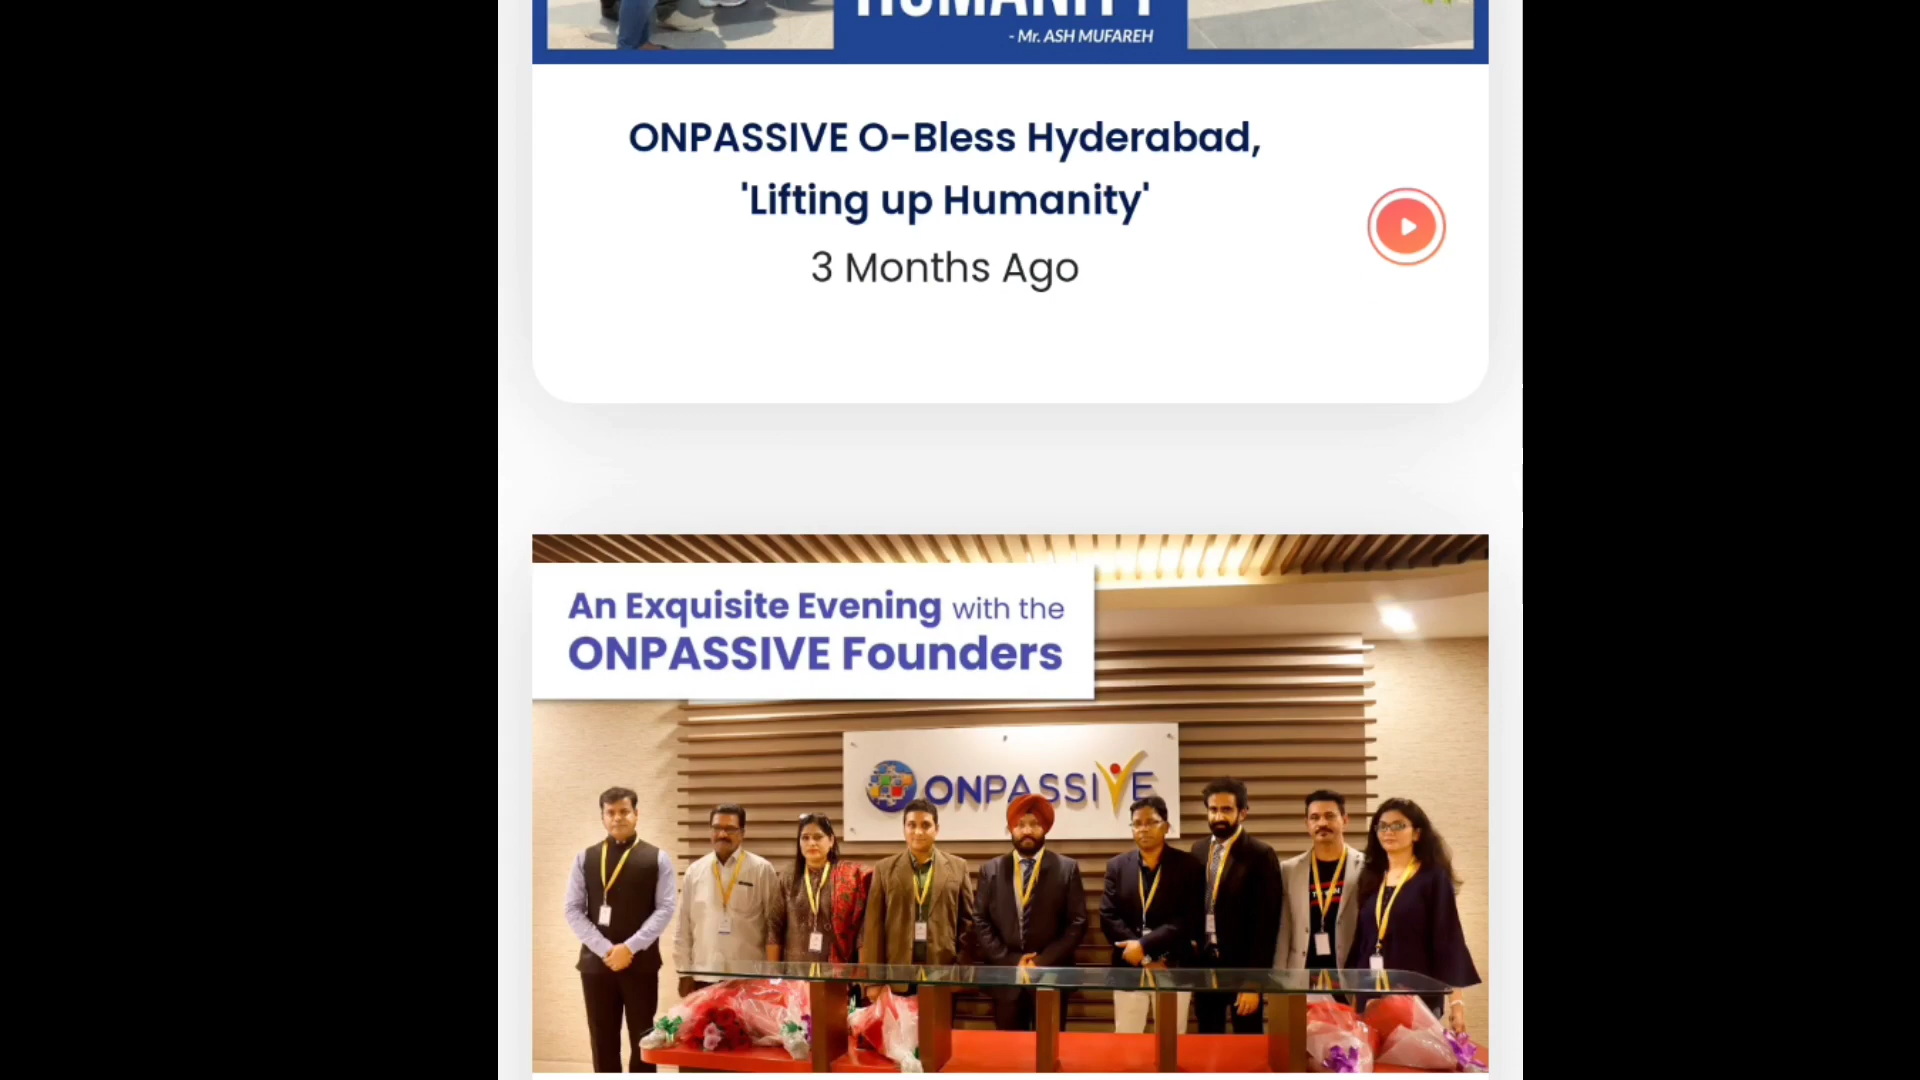 HUMANITY
- Mr. ASH MUFAREH
ONPASSIVE O-Bless Hyderabad,
'Lifting up Humanity'
3 Months Ago
An Exquisite Evening with the
ONPASSIVE Founders
ONPASSIVE